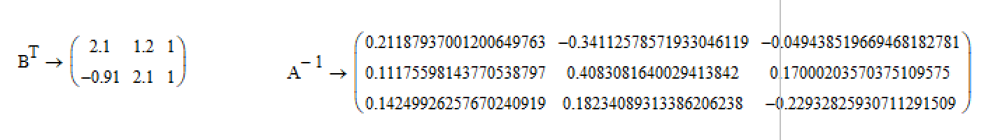 B^T → ( 2.1 1.2 1
−0.91 2.1 1 )
A^−1 → ( 0.21187937001200649763 −0.34112578571933046119 −0.049438519669468182781
0.11175598143770538797 0.4083081640029413842 0.17000203570375109575
0.14249926257670240919 0.18234089313386206238 −0.22932825930711291509 )